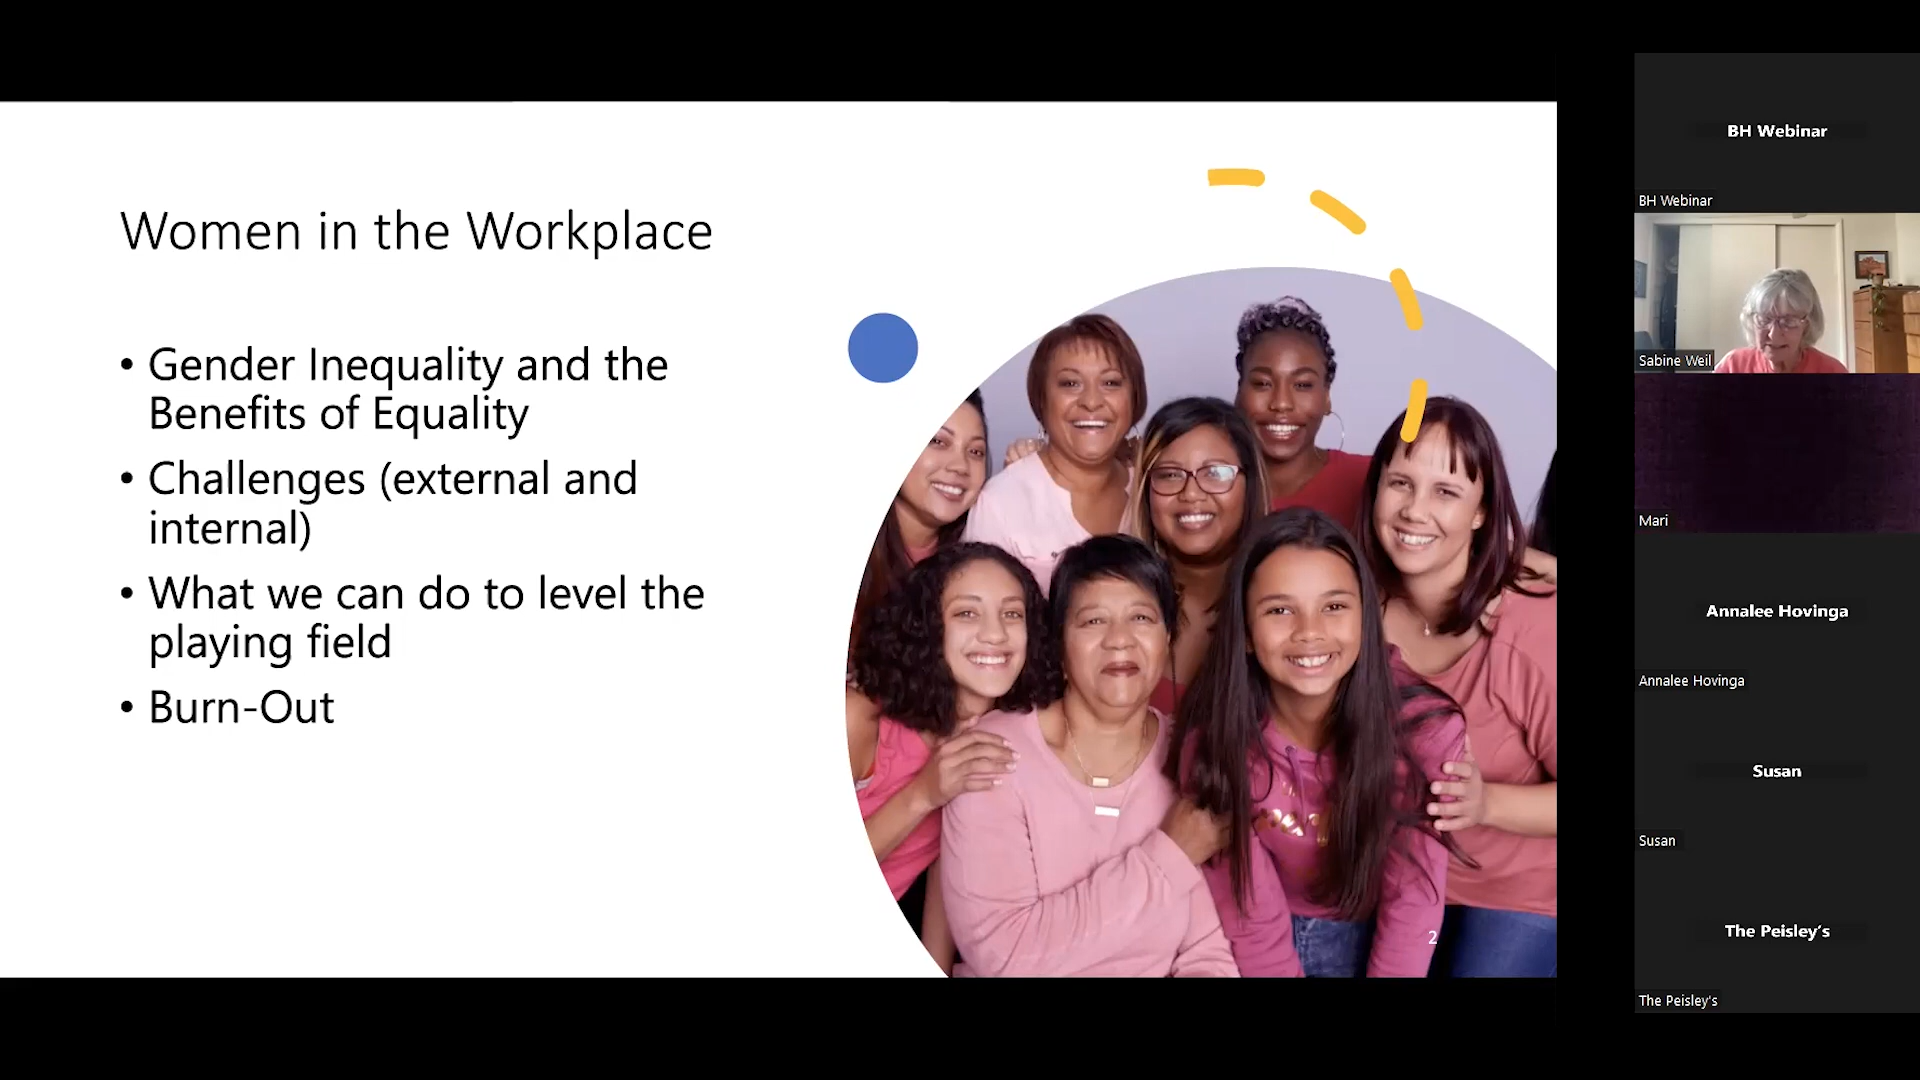 Women in the Workplace
• Gender Inequality and the
Benefits of Equality
• Challenges (external and
internal)
• What we can do to level the
playing field
• Burn-Out
2
BH Webinar
BH Webinar
Sabine Weil
Mari
Annalee Hovinga
Annalee Hovinga
Susan
Susan
The Peisley’s
The Peisley's